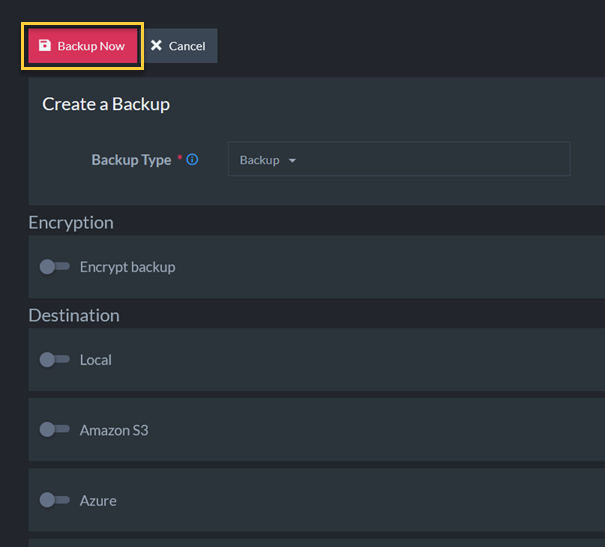 Backup Now
Cancel
Create a Backup
Backup Type *
Backup
Encryption
Encrypt backup
Destination
Local
Amazon S3
Azure